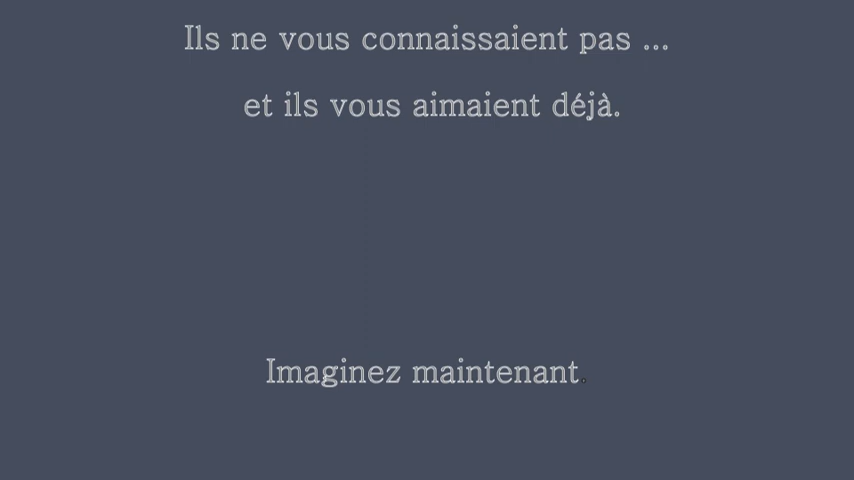 Ils ne vous connaissaient pas ...
et ils vous aimaient déjà.
Imaginez maintenant.